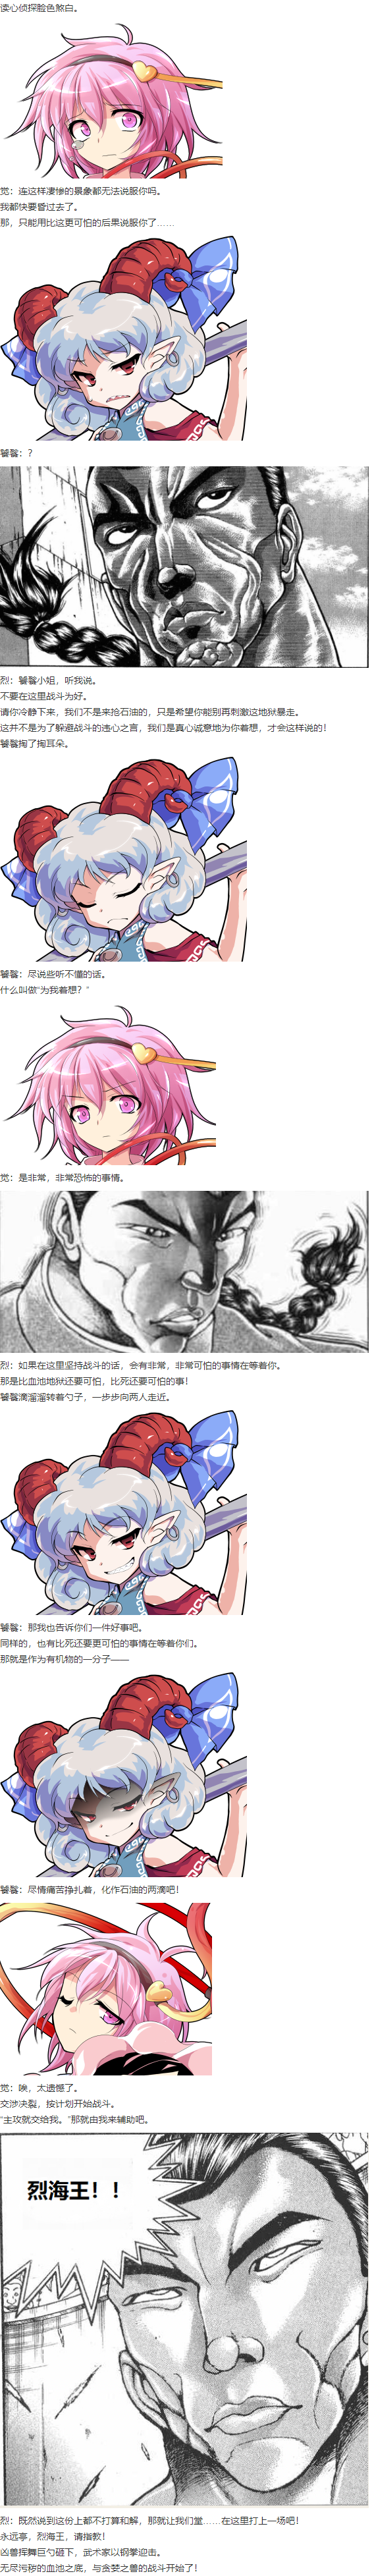 读心侦探脸色煞白。
觉：连这样凄惨的景象都无法说服你吗。
我都快要昏过去了。
那，只能用比这更可怕的后果说服你了……
饕餮：？
烈：饕餮小姐，听我说。
不要在这里战斗为好。
请你冷静下来，我们不是来抢石油的，只是希望你能别再刺激这地狱暴走。
这并不是为了躲避战斗的违心之言，我们是真心诚意地为你着想，才会这样说的！
饕餮掏了掏耳朵。
饕餮：尽说些听不懂的话。
什么叫做“为我着想？”
觉：是非常，非常恐怖的事情。
烈：如果在这里坚持战斗的话，会有非常，非常可怕的事情在等着你。
那是比血池地狱还要可怕，比死还要可怕的事！
饕餮滴溜溜转着勺子，一步步向两人走近。
饕餮：那我也告诉你们一件好事吧。
同样的，也有比死还要更可怕的事情在等着你们。
那就是作为有机物的一分子——
饕餮：尽情痛苦挣扎着，化作石油的两滴吧！
觉：唉，太遗憾了。
交涉决裂，按计划开始战斗。
“主攻就交给我。”那就由我来辅助吧。
烈海王！！
烈：既然说到这份上都不打算和解，那就让我们堂……在这里打上一场吧！
永远亭，烈海王，请指教！
凶兽挥舞巨勺砸下，武术家以钢拳迎击。
无尽污秽的血池之底，与贪婪之兽的战斗开始了！